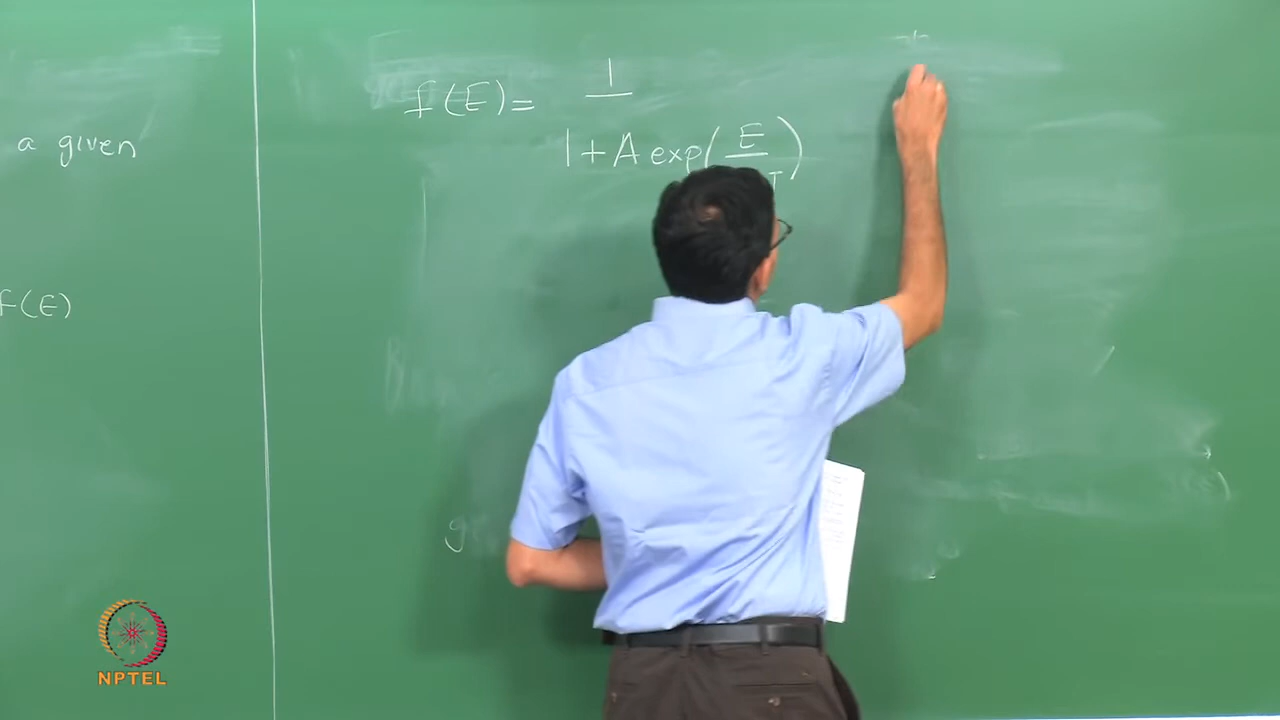 a given
f(E)
f(E) = 1
1 + A exp(E
T)
g
NPTEL